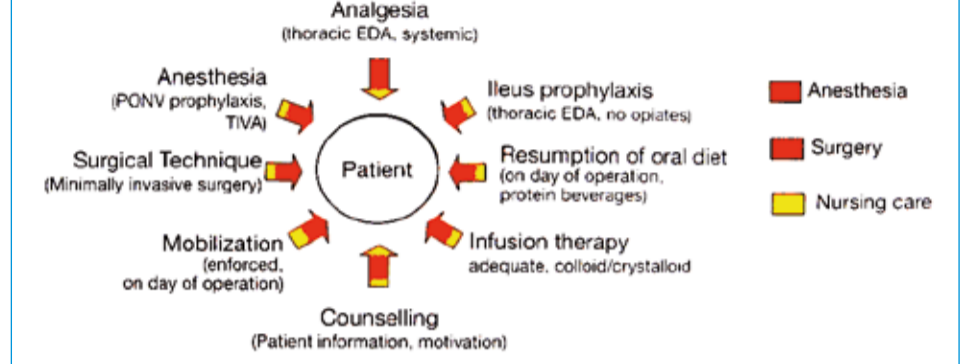 Analgesia
(thoracic EDA, systemic)
Anesthesia
(PONV prophylaxis,
TIVA)
Ileus prophylaxis
(thoracic EDA, no opiates)
Surgical Technique
(Minimally invasive surgery)
Patient
Resumption of oral diet
(on day of operation,
protein beverages)
Mobilization
(enforced,
on day of operation)
Infusion therapy
adequate, colloid/crystalloid
Counselling
(Patient information, motivation)
Anesthesia
Surgery
Nursing care